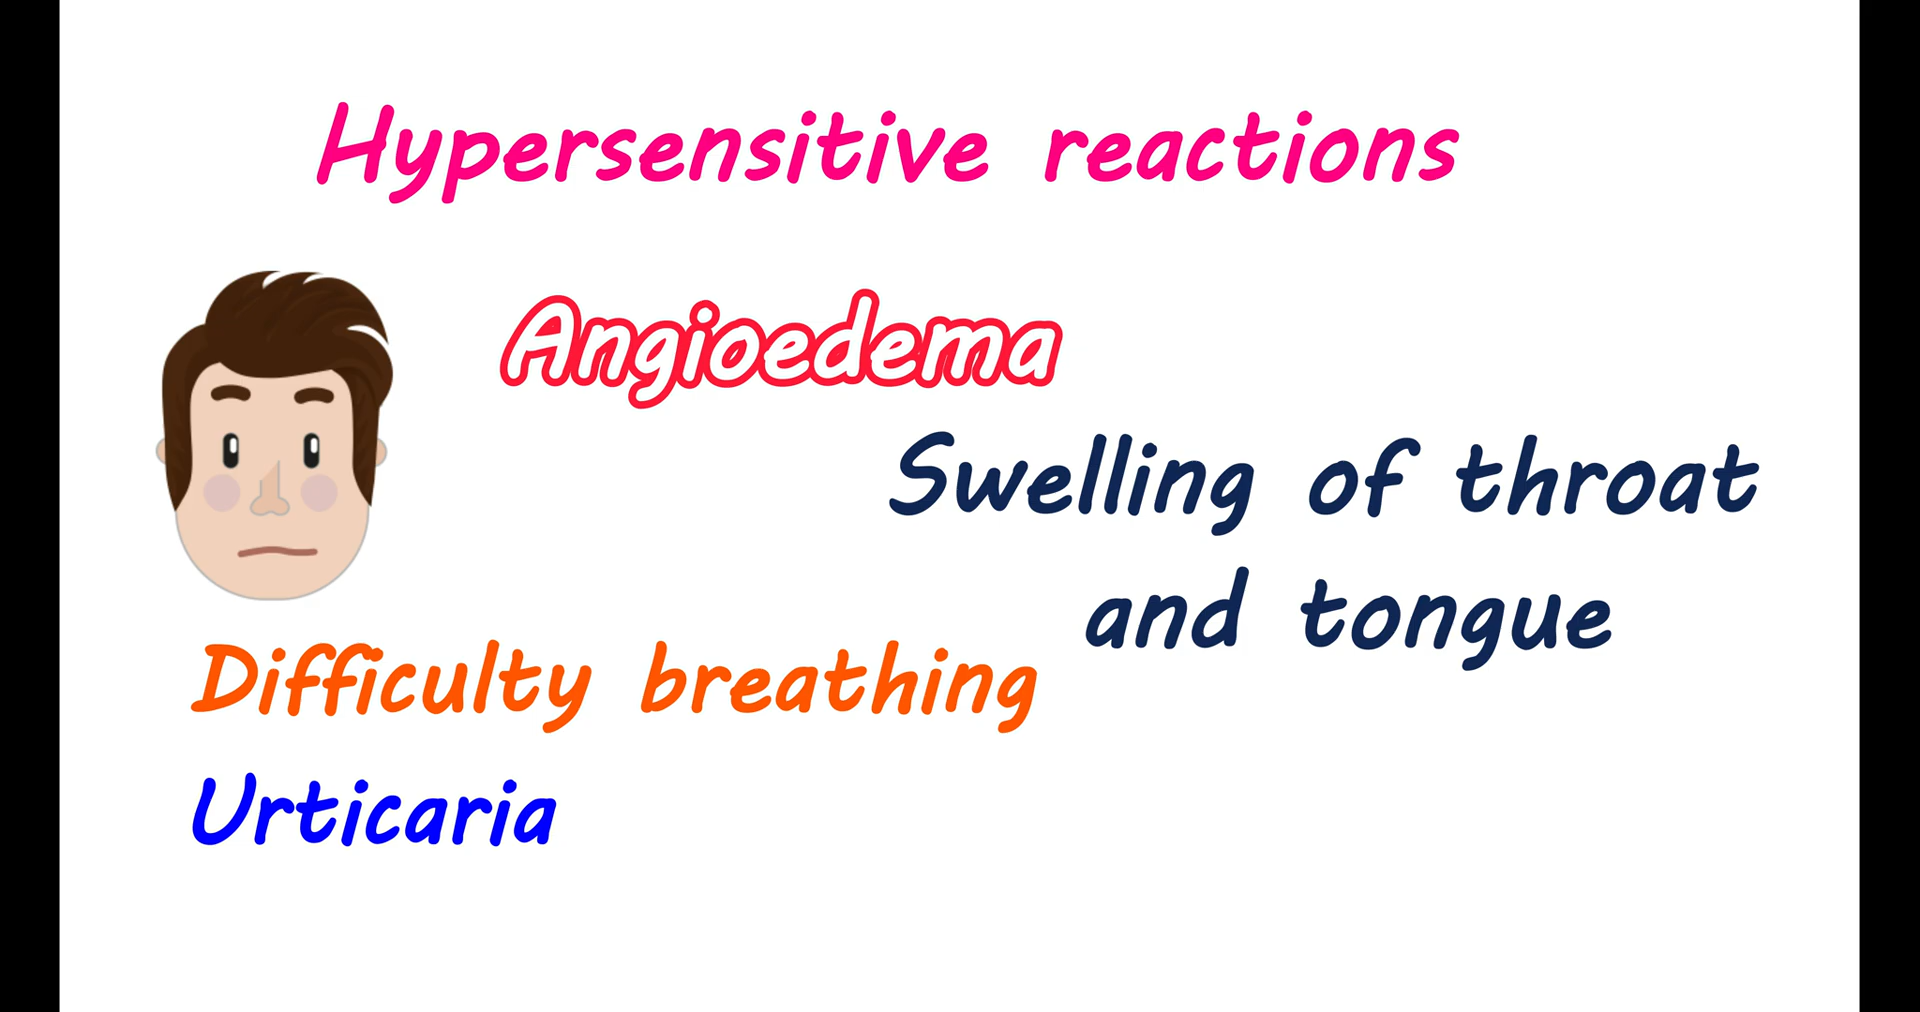 Hypersensitive reactions
Angioedema
Swelling of throat
and tongue
Difficulty breathing
Urticaria